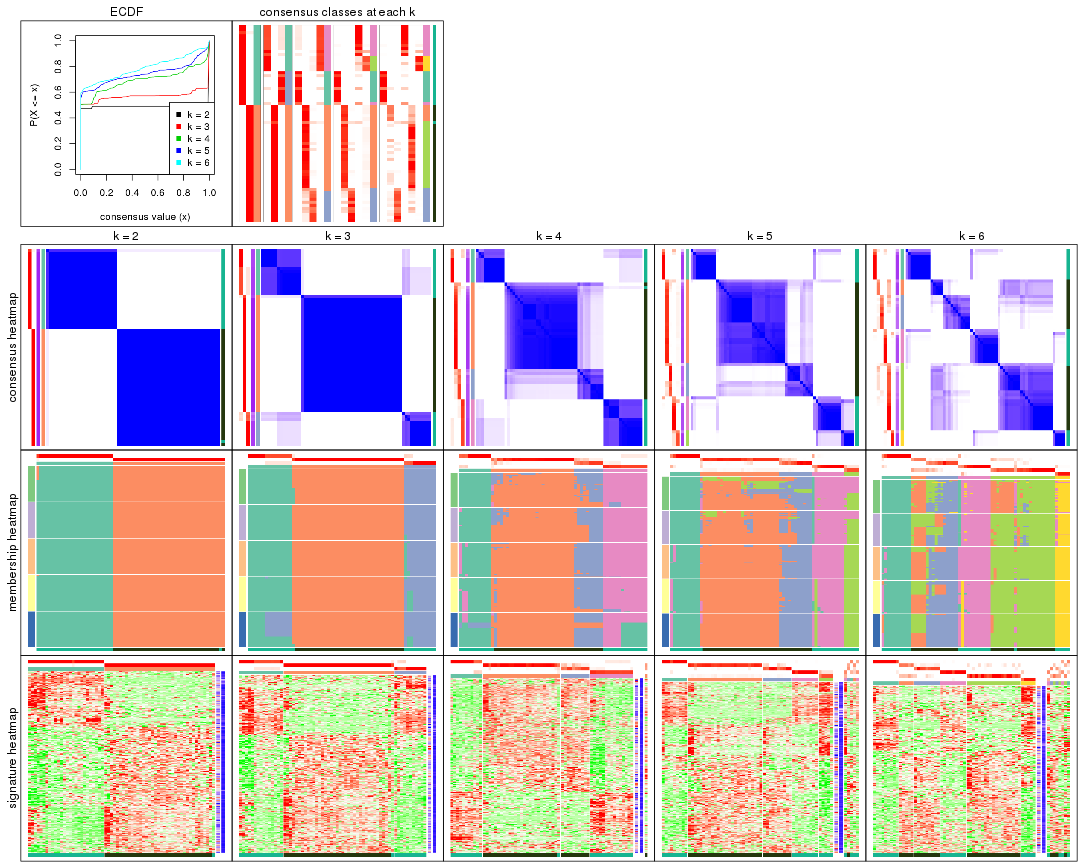 ECDF
consensus classes at each k
P(X <= x)
0.0 0.2 0.4 0.6 0.8 1.0
k = 2
k = 3
k = 4
k = 5
k = 6
0.0 0.2 0.4 0.6 0.8 1.0
consensus value (x)
k = 2 k = 3 k = 4 k = 5 k = 6
consensus heatmap
membership heatmap
signature heatmap